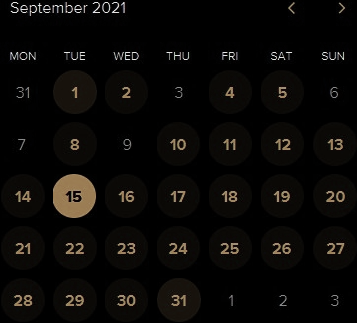 September 2021
MON TUE WED THU FRI SAT SUN
31 1 2 3 4 5 6
7 8 9 10 11 12 13
14 15 16 17 18 19 20
21 22 23 24 25 26 27
28 29 30 31 1 2 3